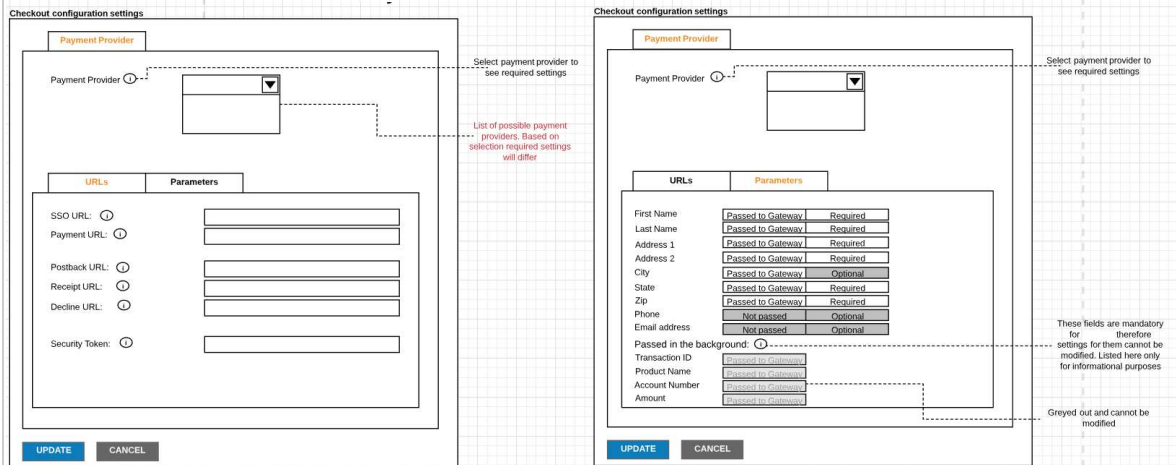 Checkout configuration settings
Payment Provider
Payment Provider i
Select payment provider to
see required settings
List of possible payment
providers. Based on
selection required settings
will differ
URLs Parameters
SSO URL: i
Payment URL: i
Postback URL: i
Receipt URL: i
Decline URL: i
Security Token: i
UPDATE CANCEL
Checkout configuration settings
Payment Provider
Payment Provider i
Select payment provider to
see required settings
URLs Parameters
First Name Passed to Gateway Required
Last Name Passed to Gateway Required
Address 1 Passed to Gateway Required
Address 2 Passed to Gateway Required
City Passed to Gateway Optional
State Passed to Gateway Required
Zip Passed to Gateway Required
Phone Not passed Optional
Email address Not passed Optional
Passed in the background: i
Transaction ID Passed to Gateway
Product Name Passed to Gateway
Account Number Passed to Gateway
Amount Passed to Gateway
These fields are mandatory
for therefore
settings for them cannot be
modified. Listed here only
for informational purposes
Greyed out and cannot be
modified
UPDATE CANCEL